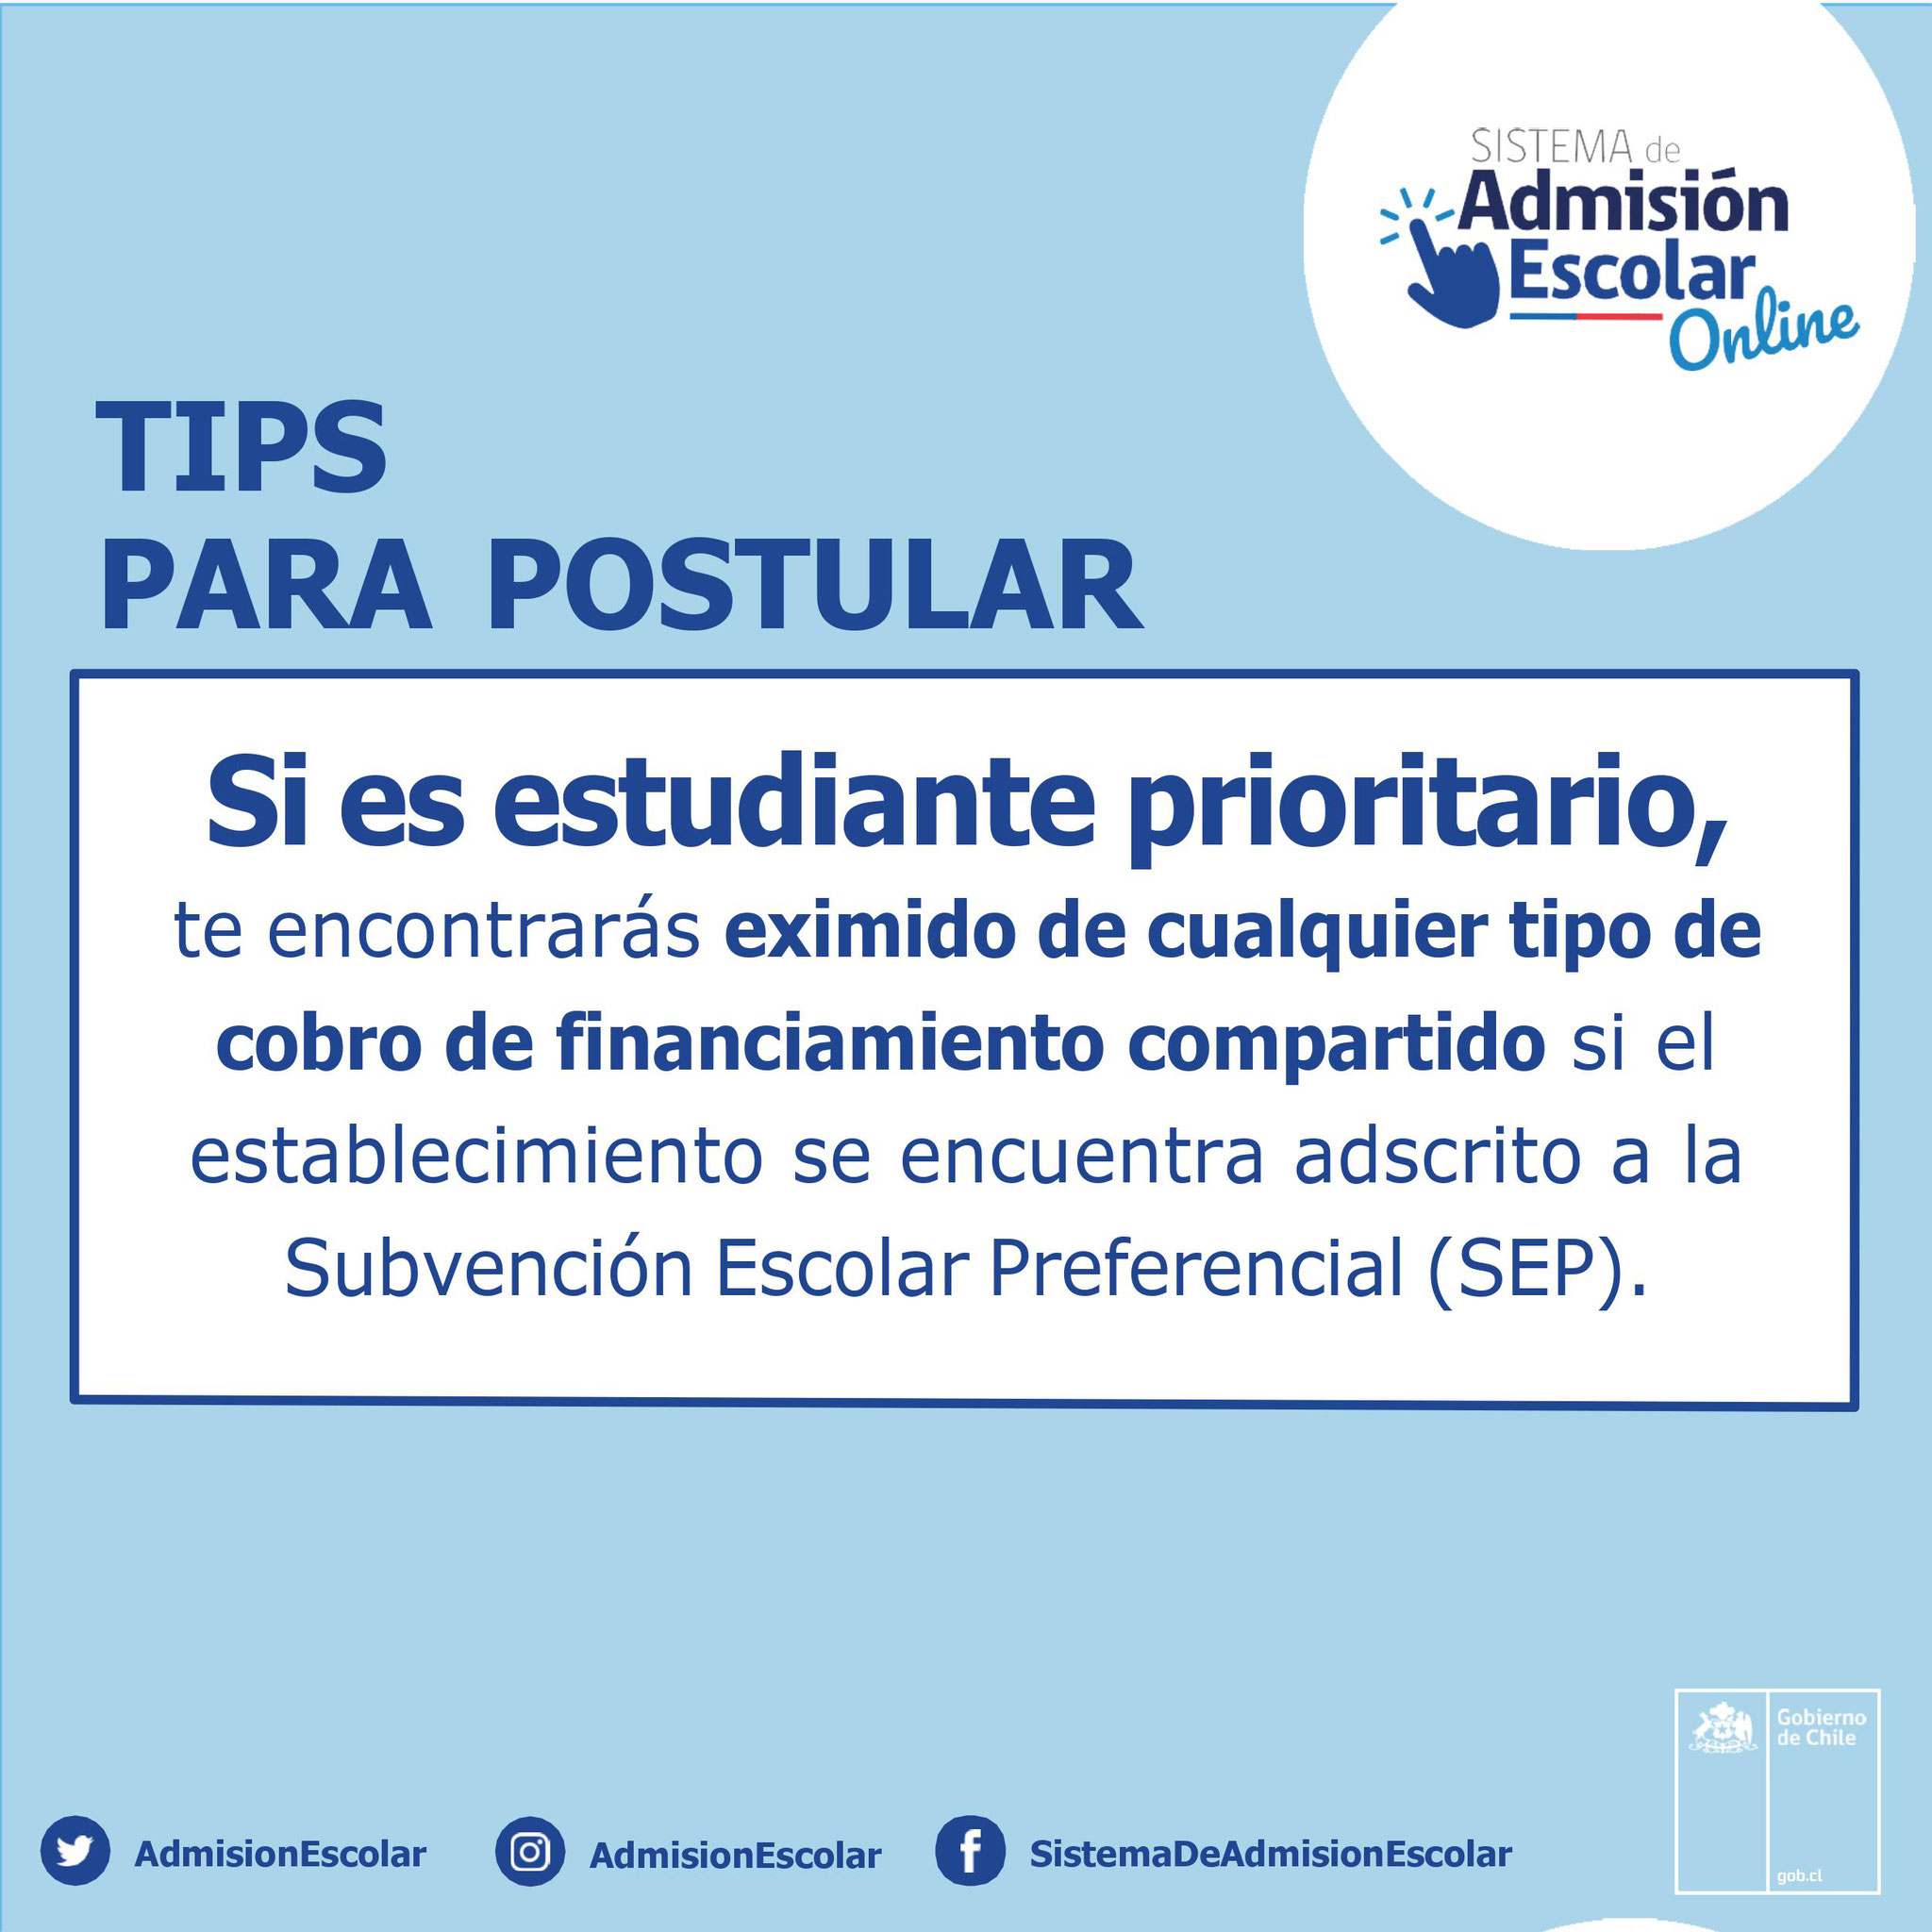 SISTEMA de
Admisión
Escolar
Online
TIPS
PARA POSTULAR
Si es estudiante prioritario,
te encontrarás eximido de cualquier tipo de
cobro de financiamiento compartido si el
establecimiento se encuentra adscrito a la
Subvención Escolar Preferencial (SEP).
Gobierno
de Chile
gob.cl
AdmisionEscolar
AdmisionEscolar
SistemaDeAdmisionEscolar